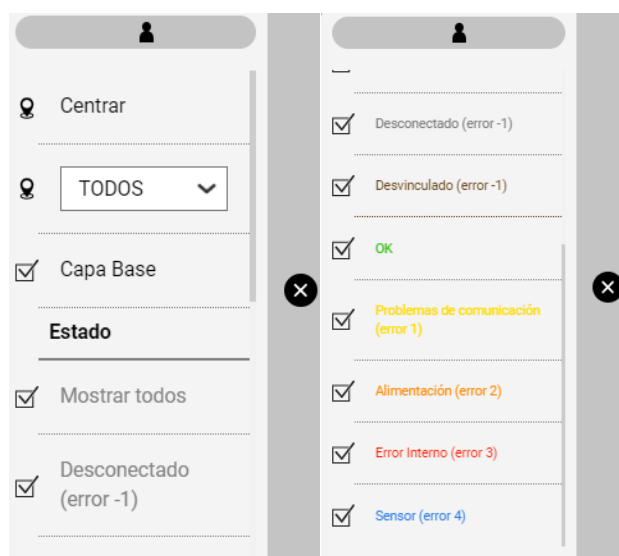 Centrar
TODOS
Capa Base
Estado
Mostrar todos
Desconectado
(error -1)
Desconectado (error -1)
Desvinculado (error -1)
OK
Problemas de comunicación
(error 1)
Alimentación (error 2)
Error Interno (error 3)
Sensor (error 4)